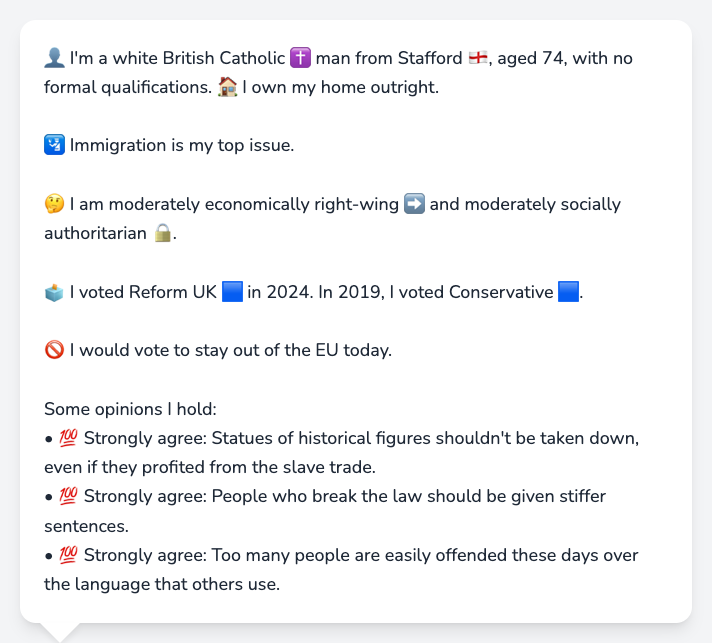 👤 I'm a white British Catholic ✝️ man from Stafford 🏴󠁧󠁢󠁥󠁮󠁧󠁿, aged 74, with no
formal qualifications. 🏠 I own my home outright.
🛂 Immigration is my top issue.
🤔 I am moderately economically right-wing ➡️ and moderately socially
authoritarian 🔒.
🗳️ I voted Reform UK 🟦 in 2024. In 2019, I voted Conservative 🟦.
🚫 I would vote to stay out of the EU today.
Some opinions I hold:
• 💯 Strongly agree: Statues of historical figures shouldn't be taken down,
even if they profited from the slave trade.
• 💯 Strongly agree: People who break the law should be given stiffer
sentences.
• 💯 Strongly agree: Too many people are easily offended these days over
the language that others use.